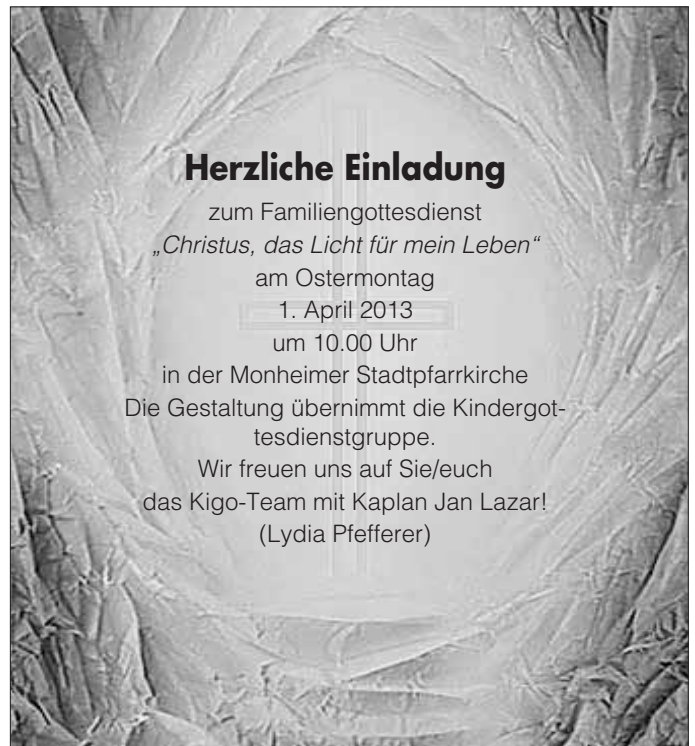 Herzliche Einladung
zum Familiengottesdienst
„Christus, das Licht für mein Leben“
am Ostermontag
1. April 2013
um 10.00 Uhr
in der Monheimer Stadtpfarrkirche
Die Gestaltung übernimmt die Kindergot-
tesdienstgruppe.
Wir freuen uns auf Sie/euch
das Kigo-Team mit Kaplan Jan Lazar!
(Lydia Pfefferer)